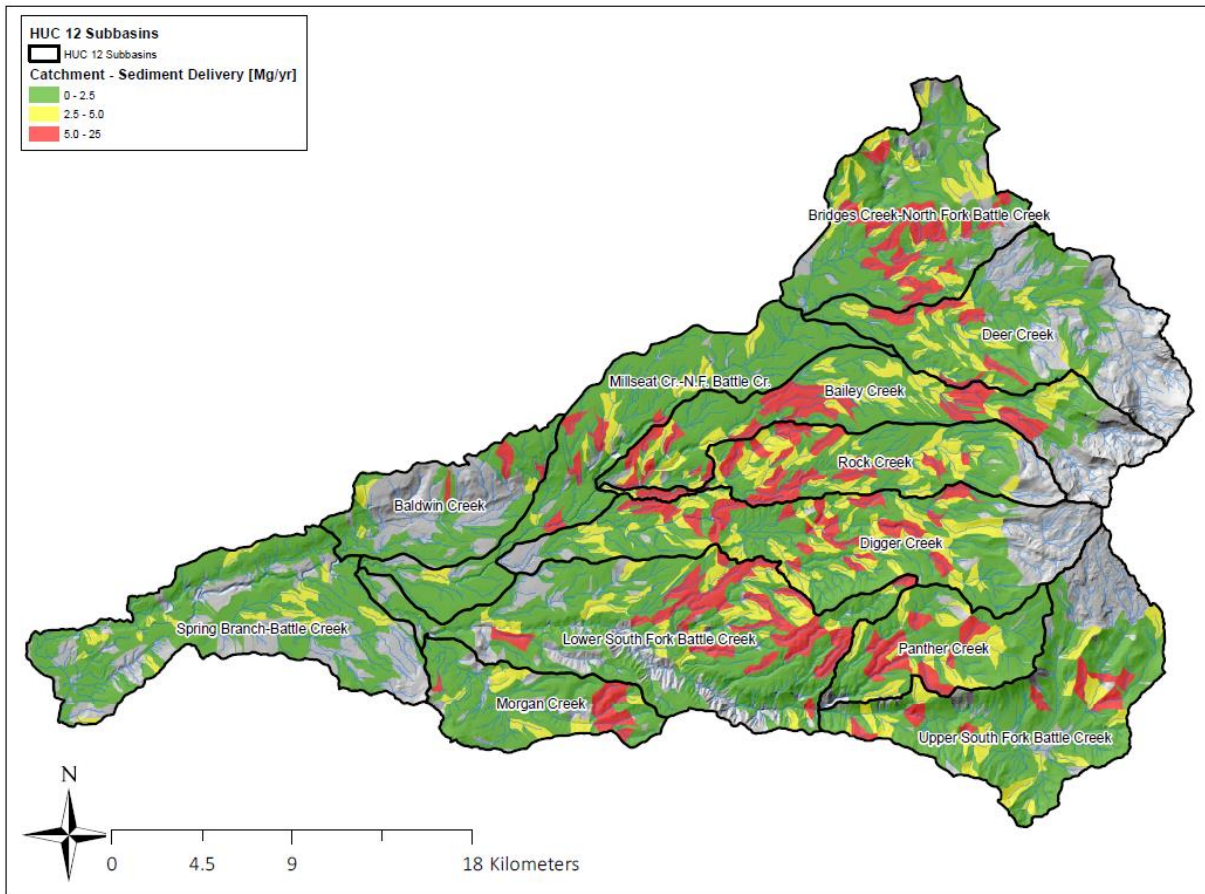 HUC 12 Subbasins
HUC 12 Subbasins
Catchment - Sediment Delivery [Mg/yr]
0 - 2.5
2.5 - 5.0
5.0 - 25
Bridges Creek-North Fork Battle Creek
Deer Creek
Millseat Cr.-N.F. Battle Cr.
Bailey Creek
Rock Creek
Baldwin Creek
Digger Creek
Spring Branch-Battle Creek
Lower South Fork Battle Creek
Panther Creek
Morgan Creek
Upper South Fork Battle Creek
N
0 4.5 9 18 Kilometers